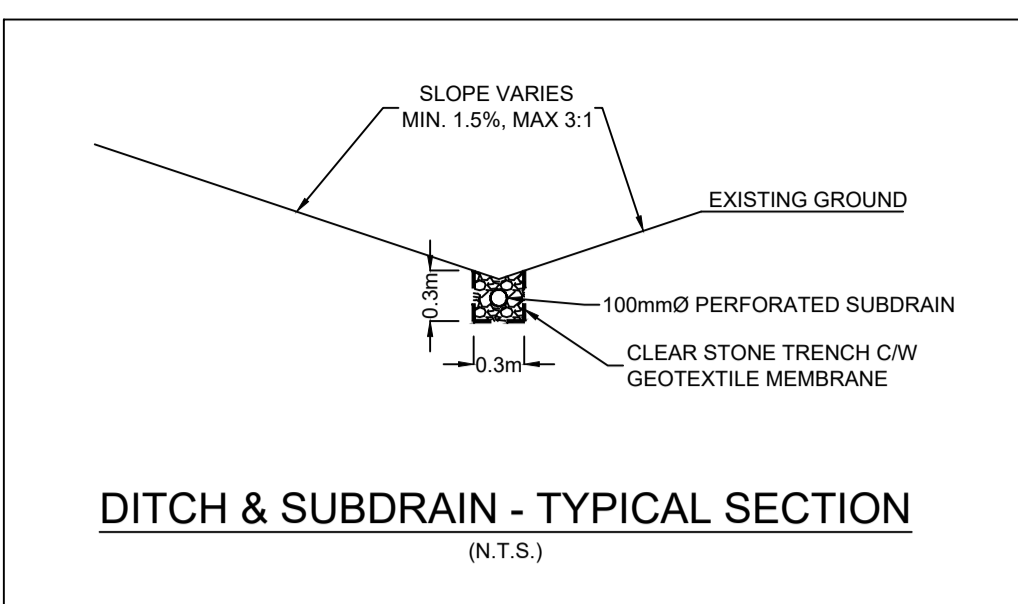 SLOPE VARIES
MIN. 1.5%, MAX 3:1
EXISTING GROUND
0.3m
100mmØ PERFORATED SUBDRAIN
0.3m
CLEAR STONE TRENCH C/W
GEOTEXTILE MEMBRANE
DITCH & SUBDRAIN - TYPICAL SECTION
(N.T.S.)